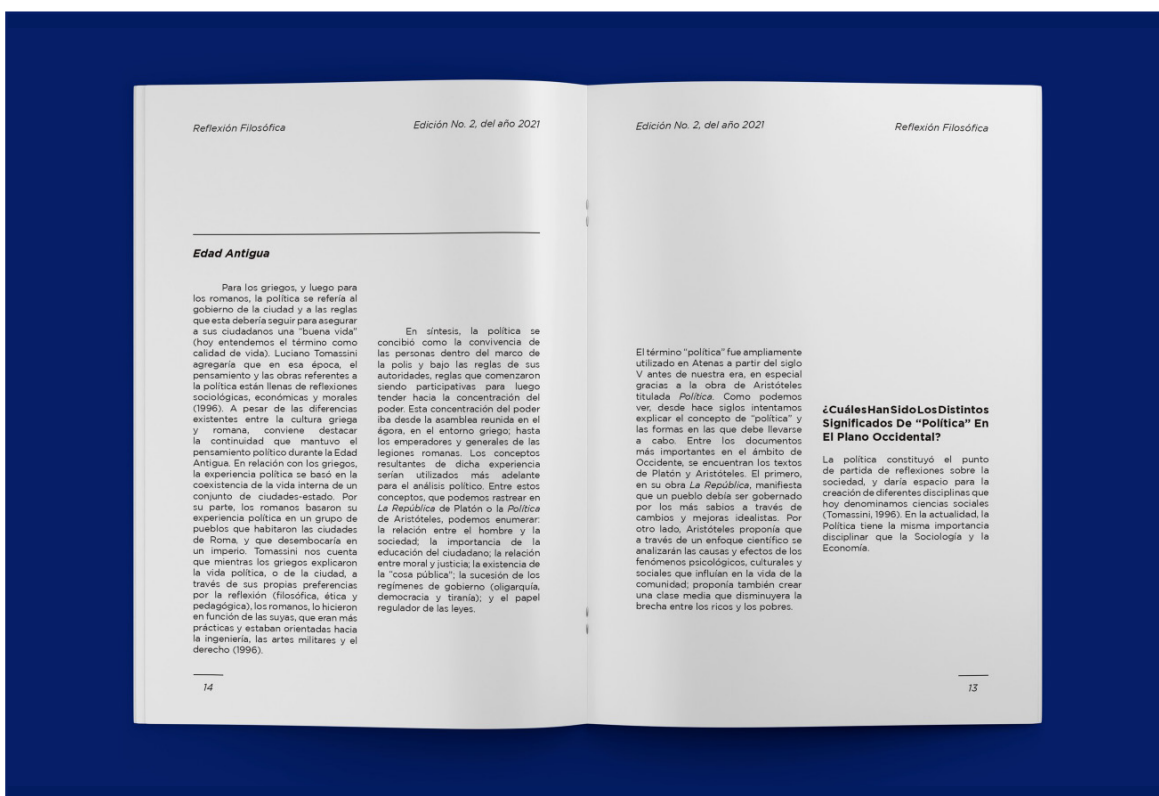 Reflexión Filosófica
Edición No. 2, del año 2021
Edad Antigua
Para los griegos, y luego para
los romanos, la política se refería al
gobierno de la ciudad y a las reglas
que esta debería seguir para asegurar
a sus ciudadanos una "buena vida"
(hoy entendemos el término como
calidad de vida). Luciano Tomassini
agregaría que en esa época, el
pensamiento y las obras referentes a
la política están llenas de reflexiones
sociológicas, económicas y morales
(1996). A pesar de las diferencias
existentes entre la cultura griega
y romana, conviene destacar
la continuidad que mantuvo el
pensamiento político durante la Edad
Antigua. En relación con los griegos,
la experiencia política se basó en la
coexistencia de la vida interna de un
conjunto de ciudades-estado. Por
su parte, los romanos basaron su
experiencia política en un grupo de
pueblos que habitaron las ciudades
de Roma, y que desembocaría en
un imperio. Tomassini nos cuenta
que mientras los griegos explicaron
la vida política, o de la ciudad, a
través de sus propias preferencias
por la reflexión (filosófica, ética y
pedagógica), los romanos, lo hicieron
en función de las suyas, que eran más
prácticas y estaban orientadas hacia
la ingeniería, las artes militares y el
derecho (1996).
En síntesis, la política se
concibió como la convivencia de
las personas dentro del marco de
la polis y bajo las reglas de sus
autoridades, reglas que comenzaron
siendo participativas para luego
tender hacia la concentración del
poder. Esta concentración del poder
iba desde la asamblea reunida en el
ágora, en el entorno griego; hasta
los emperadores y generales de las
legiones romanas. Los conceptos
resultantes de dicha experiencia
serían utilizados más adelante
para el análisis político. Entre estos
conceptos, que podemos rastrear en
La República de Platón o la Política
de Aristóteles, podemos enumerar:
la relación entre el hombre y la
sociedad; la importancia de la
educación del ciudadano; la relación
entre moral y justicia; la existencia de
la "cosa pública"; la sucesión de los
regímenes de gobierno (oligarquía,
democracia y tiranía); y el papel
regulador de las leyes.
14
Edición No. 2, del año 2021
Reflexión Filosófica
El término "política" fue ampliamente
utilizado en Atenas a partir del siglo
V antes de nuestra era, en especial
gracias a la obra de Aristóteles
titulada Política. Como podemos
ver, desde hace siglos intentamos
explicar el concepto de "política" y
las formas en las que debe llevarse
a cabo. Entre los documentos
más importantes en el ámbito de
Occidente, se encuentran los textos
de Platón y Aristóteles. El primero,
en su obra La República, manifiesta
que un pueblo debía ser gobernado
por los más sabios a través de
cambios y mejoras idealistas. Por
otro lado, Aristóteles proponía que
a través de un enfoque científico se
analizarán las causas y efectos de los
fenómenos psicológicos, culturales y
sociales que influían en la vida de la
comunidad; proponía también crear
una clase media que disminuyera la
brecha entre los ricos y los pobres.
¿Cuáles Han Sido Los Distintos
Significados De "Política" En
El Plano Occidental?
La política constituyó el punto
de partida de reflexiones sobre la
sociedad, y daría espacio para la
creación de diferentes disciplinas que
hoy denominamos ciencias sociales
(Tomassini, 1996). En la actualidad, la
Política tiene la misma importancia
disciplinar que la Sociología y la
Economía.
13